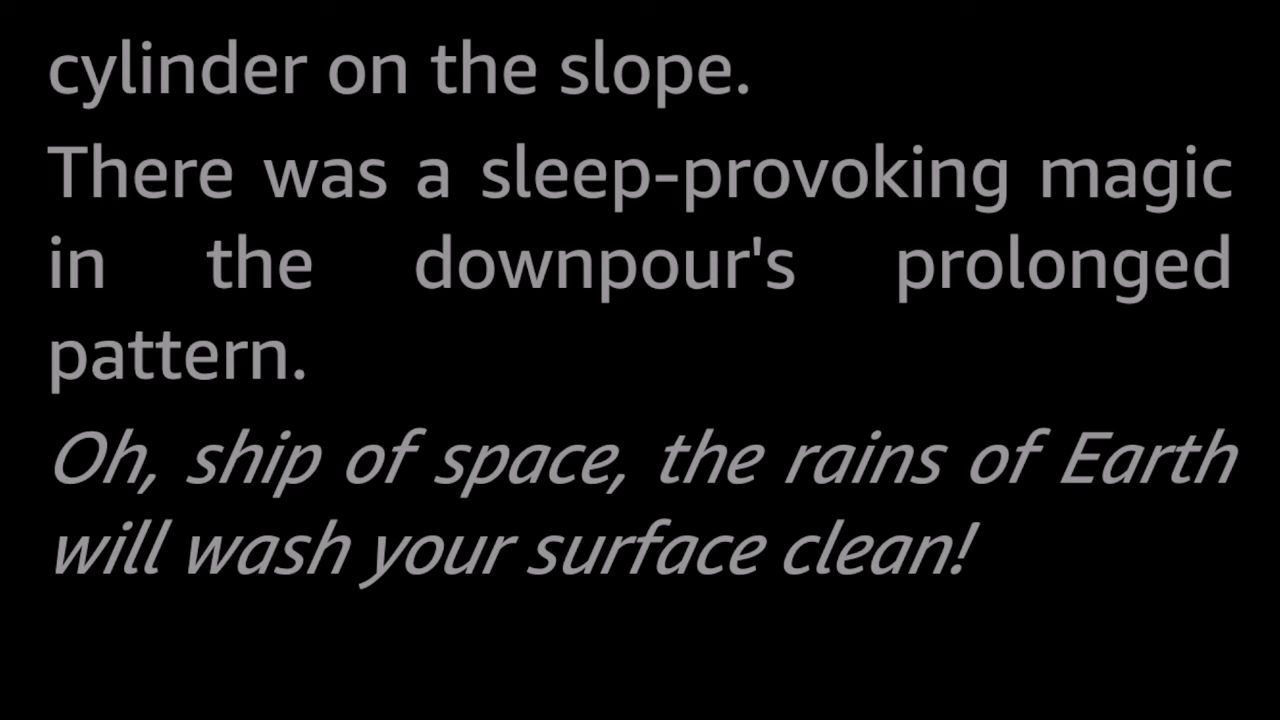 cylinder on the slope.
There was a sleep-provoking magic
in the downpour's prolonged
pattern.
Oh, ship of space, the rains of Earth
will wash your surface clean!